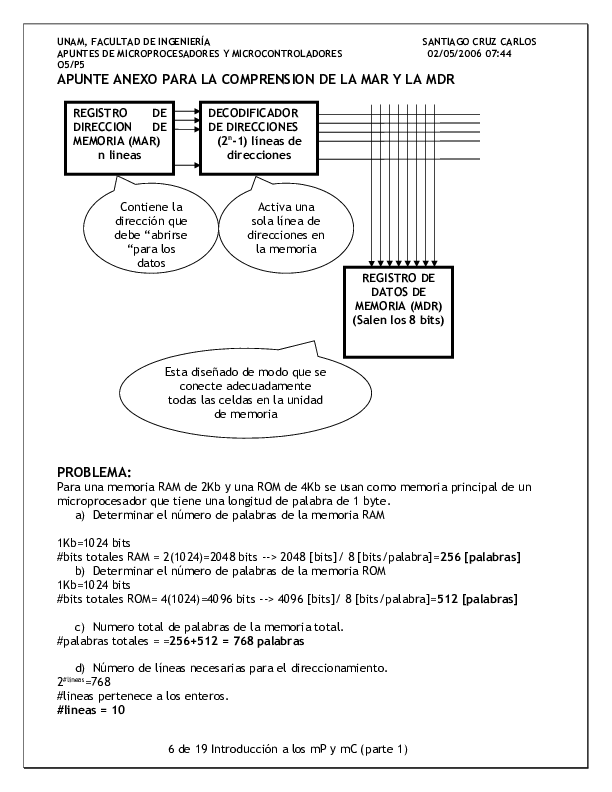 UNAM, FACULTAD DE INGENIERÍA SANTIAGO CRUZ CARLOS
APUNTES DE MICROPROCESADORES Y MICROCONTROLADORES 02/05/2006 07:44
O5/P5
APUNTE ANEXO PARA LA COMPRENSION DE LA MAR Y LA MDR
REGISTRO DE
DIRECCION DE
MEMORIA (MAR)
n lineas
DECODIFICADOR
DE DIRECCIONES
(2ⁿ-1) líneas de
direcciones
Contiene la
dirección que
debe “abrirse
“para los
datos
Activa una
sola línea de
direcciones en
la memoria
REGISTRO DE
DATOS DE
MEMORIA (MDR)
(Salen los 8 bits)
Esta diseñado de modo que se
conecte adecuadamente
todas las celdas en la unidad
de memoria
PROBLEMA:
Para una memoria RAM de 2Kb y una ROM de 4Kb se usan como memoria principal de un
microprocesador que tiene una longitud de palabra de 1 byte.
a) Determinar el número de palabras de la memoria RAM
1Kb=1024 bits
#bits totales RAM = 2(1024)=2048 bits --> 2048 [bits]/ 8 [bits/palabra]=256 [palabras]
b) Determinar el número de palabras de la memoria ROM
1Kb=1024 bits
#bits totales ROM= 4(1024)=4096 bits --> 4096 [bits]/ 8 [bits/palabra]=512 [palabras]
c) Numero total de palabras de la memoria total.
#palabras totales = =256+512 = 768 palabras
d) Número de líneas necesarias para el direccionamiento.
2#lineas=768
#lineas pertenece a los enteros.
#lineas = 10
6 de 19 Introducción a los mP y mC (parte 1)